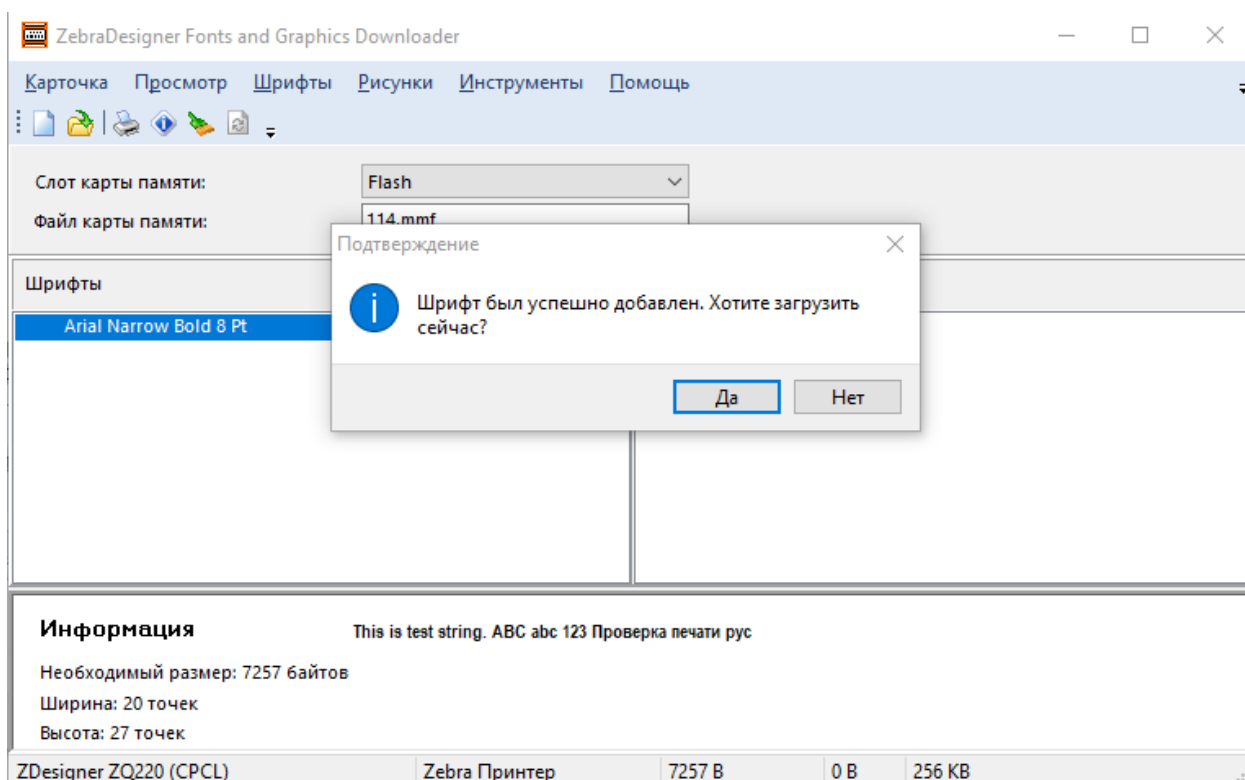 ZebraDesigner Fonts and Graphics Downloader
Карточка Просмотр Шрифты Рисунки Инструменты Помощь
Слот карты памяти: Flash
Файл карты памяти: 114.mmf
Подтверждение
Шрифты
Шрифт был успешно добавлен. Хотите загрузить
сейчас?
Arial Narrow Bold 8 Pt
Да Нет
Информация This is test string. ABC abc 123 Проверка печати рус
Необходимый размер: 7257 байтов
Ширина: 20 точек
Высота: 27 точек
ZDesigner ZQ220 (CPCL) Zebra Принтер 7257 B 0 B 256 KB